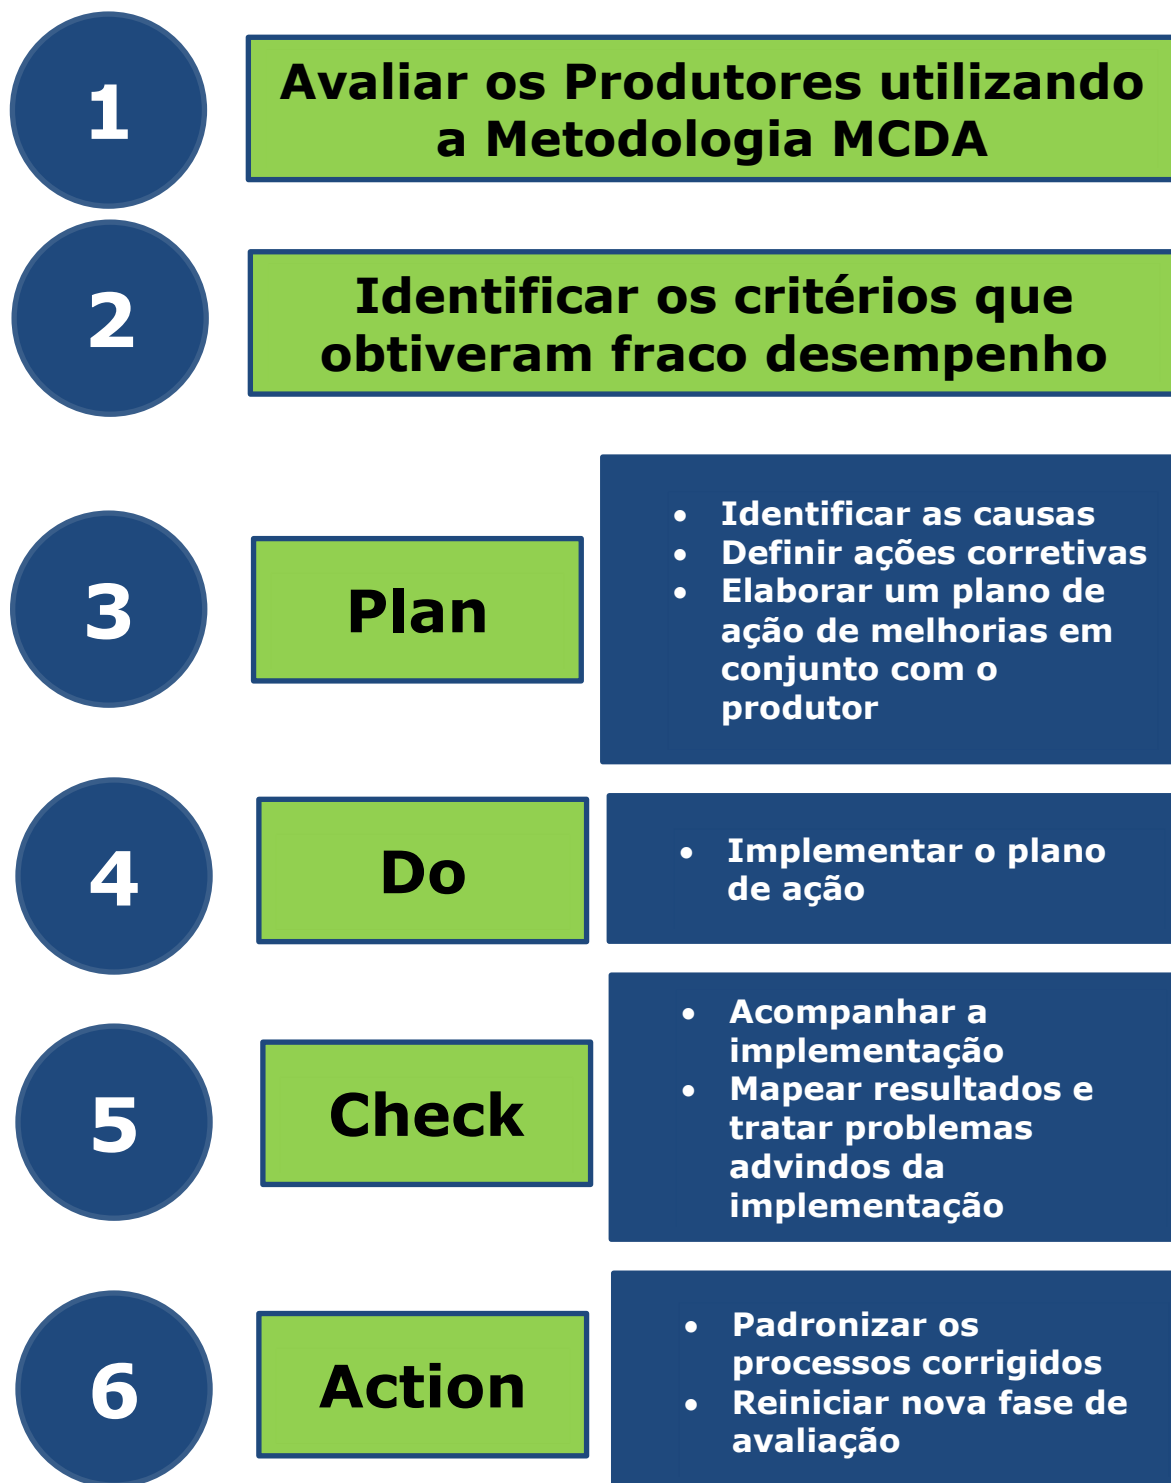 1
Avaliar os Produtores utilizando
a Metodologia MCDA
2
Identificar os critérios que
obtiveram fraco desempenho
3
Plan
• Identificar as causas
• Definir ações corretivas
• Elaborar um plano de
ação de melhorias em
conjunto com o
produtor
4
Do
• Implementar o plano
de ação
5
Check
• Acompanhar a
implementação
• Mapear resultados e
tratar problemas
advindos da
implementação
6
Action
• Padronizar os
processos corrigidos
• Reiniciar nova fase de
avaliação